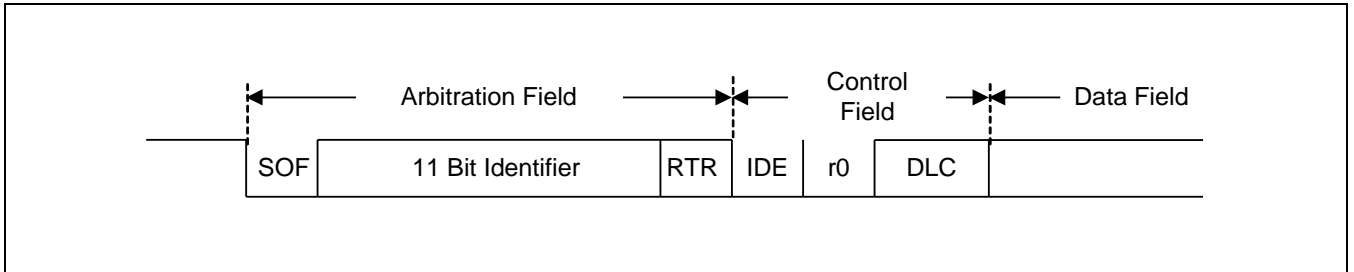 Arbitration Field
Control
Field
Data Field
SOF
11 Bit Identifier
RTR
IDE
r0
DLC